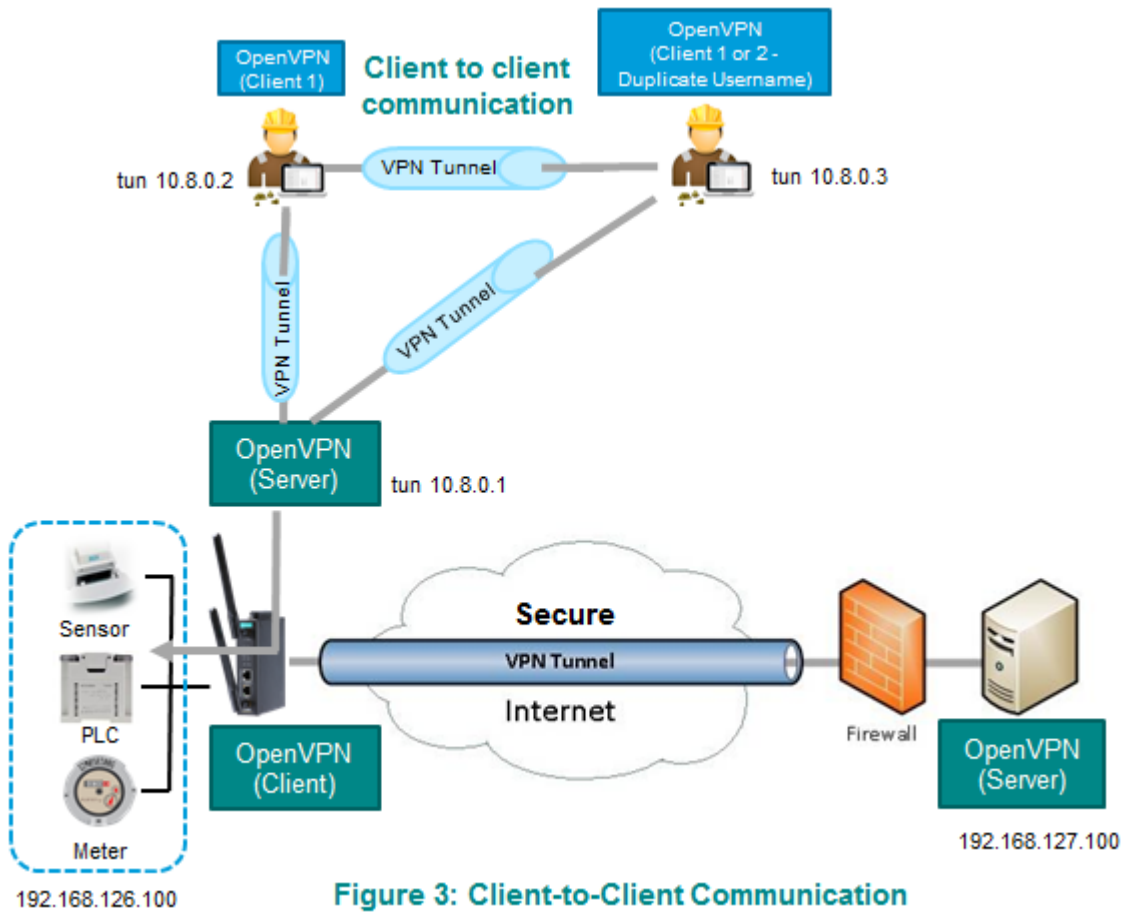 OpenVPN
(Client 1)
Client to client
communication
OpenVPN
(Client 1 or 2 -
Duplicate Username)
tun 10.8.0.2
VPN Tunnel
tun 10.8.0.3
VPN Tunnel
VPN Tunnel
OpenVPN
(Server)
tun 10.8.0.1
Sensor
PLC
Meter
192.168.126.100
OpenVPN
(Client)
Secure
VPN Tunnel
Internet
Firewall
OpenVPN
(Server)
192.168.127.100
Figure 3: Client-to-Client Communication